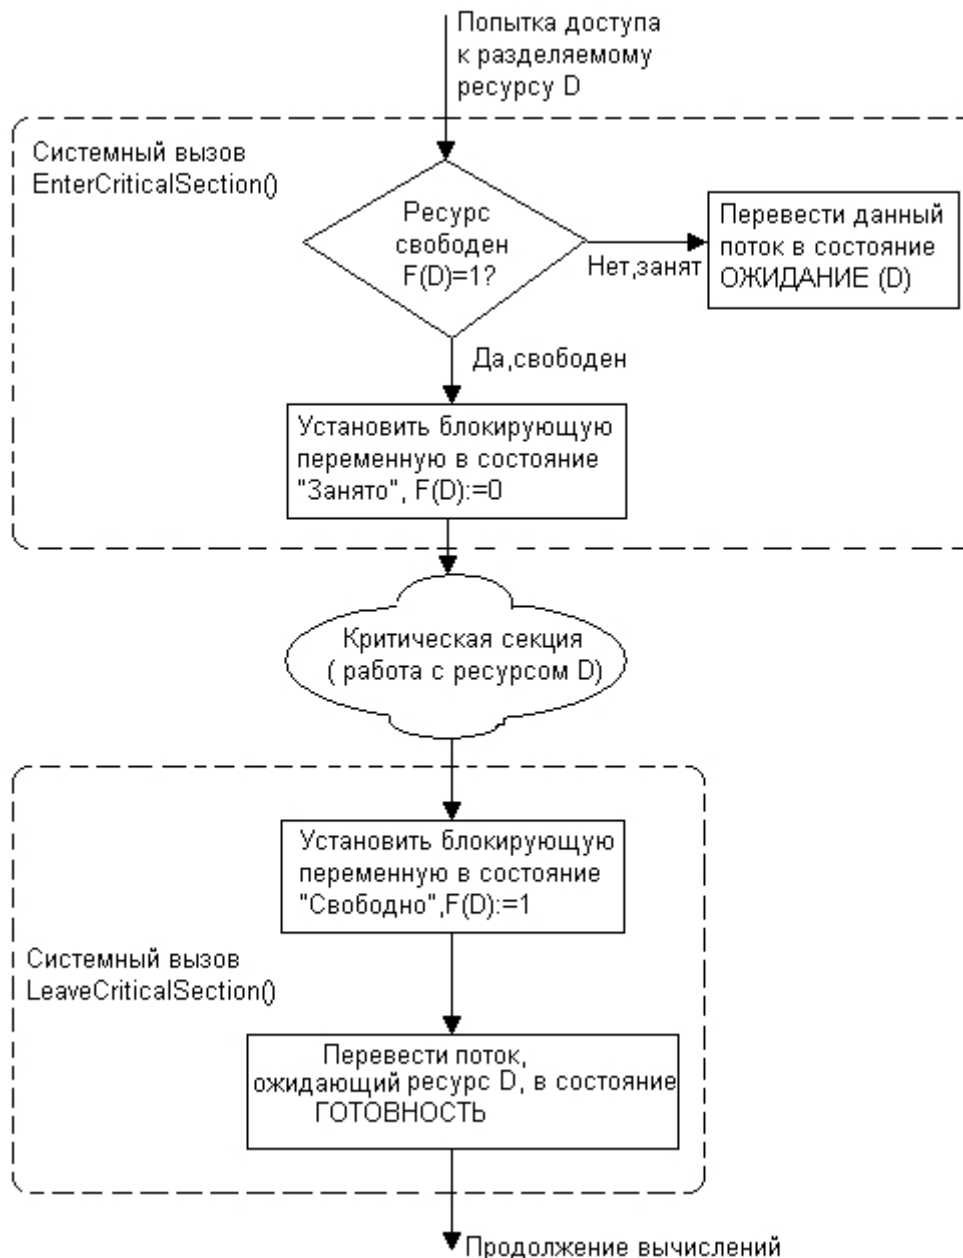 Попытка доступа
к разделяемому
ресурсу D
Системный вызов
EnterCriticalSection()
Ресурс
свободен
F(D)=1?
Нет,занят
Перевести данный
поток в состояние
ОЖИДАНИЕ (D)
Да,свободен
Установить блокирующую
переменную в состояние
"Занято", F(D):=0
Критическая секция
( работа с ресурсом D)
Установить блокирующую
переменную в состояние
"Свободно",F(D):=1
Системный вызов
LeaveCriticalSection()
Перевести поток,
ожидающий ресурс D, в состояние
ГОТОВНОСТЬ
Продолжение вычислений